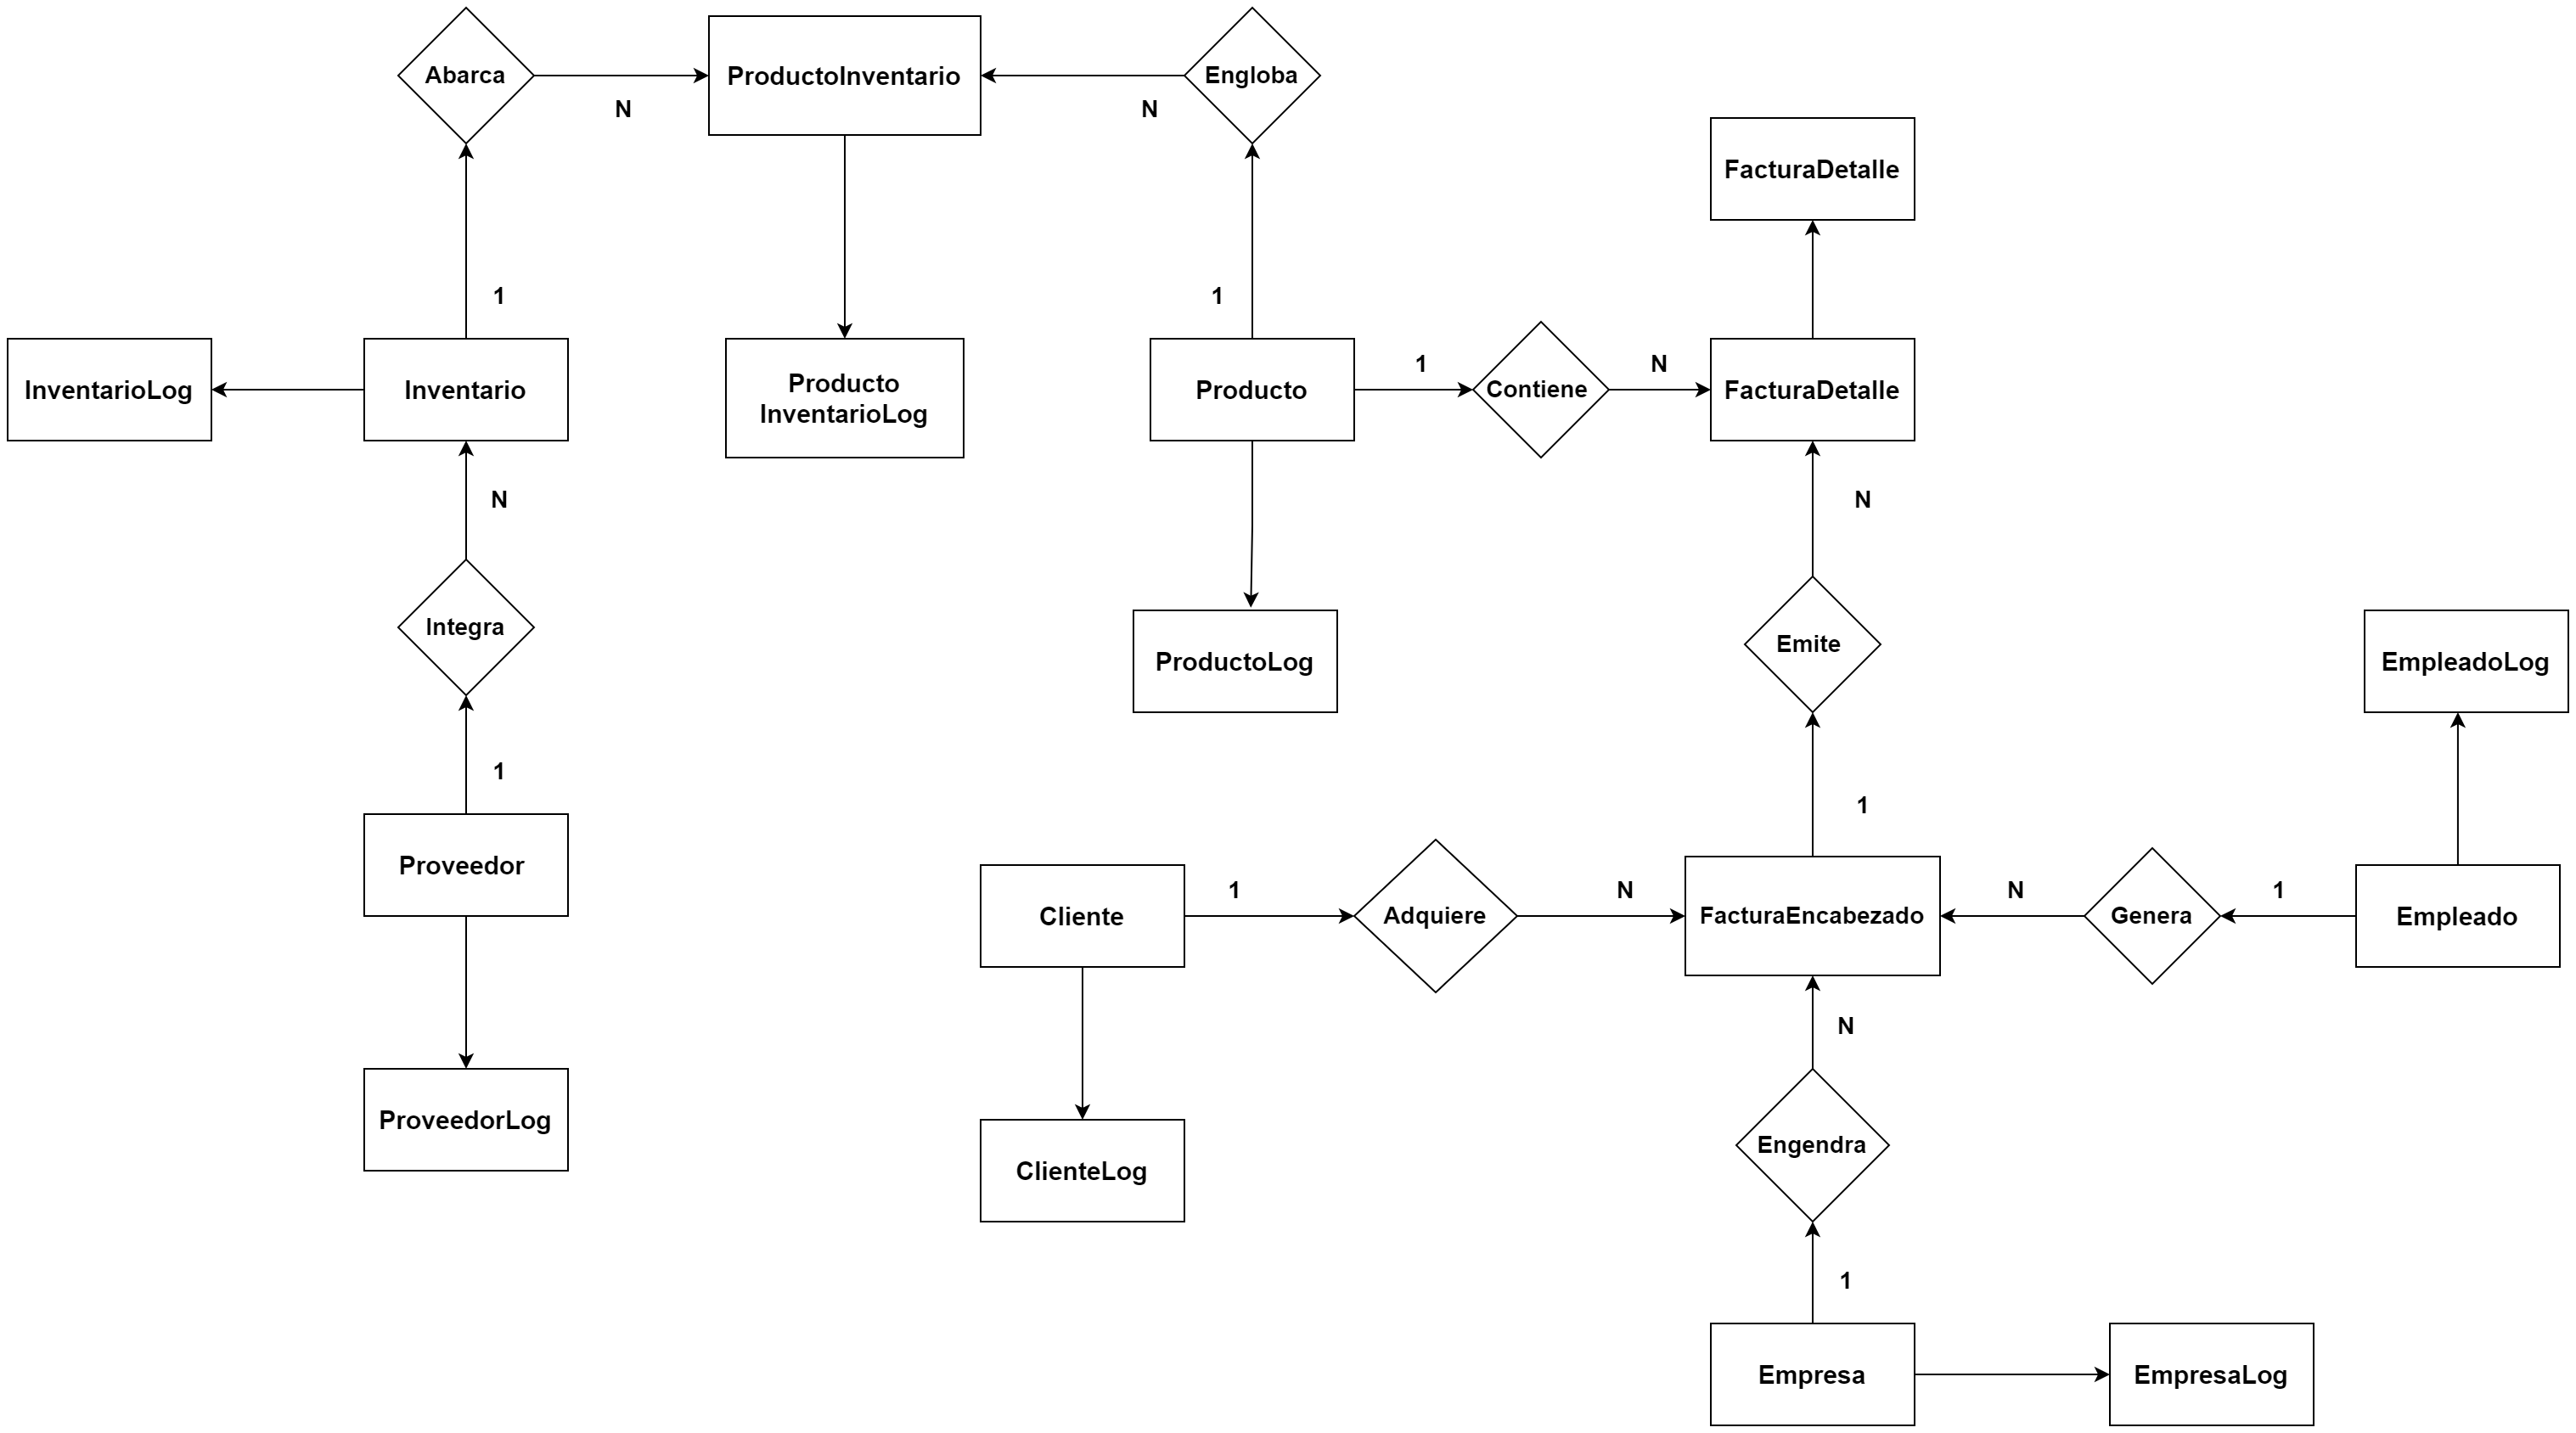 Abarca
ProductoInventario
Engloba
N
N
FacturaDetalle
1
1
InventarioLog
Inventario
Producto
InventarioLog
Producto
1
Contiene
N
FacturaDetalle
N
N
Integra
ProductoLog
Emite
EmpleadoLog
1
1
Proveedor
Cliente
1
Adquiere
N
FacturaEncabezado
N
Genera
1
Empleado
N
ProveedorLog
ClienteLog
Engendra
1
Empresa
EmpresaLog